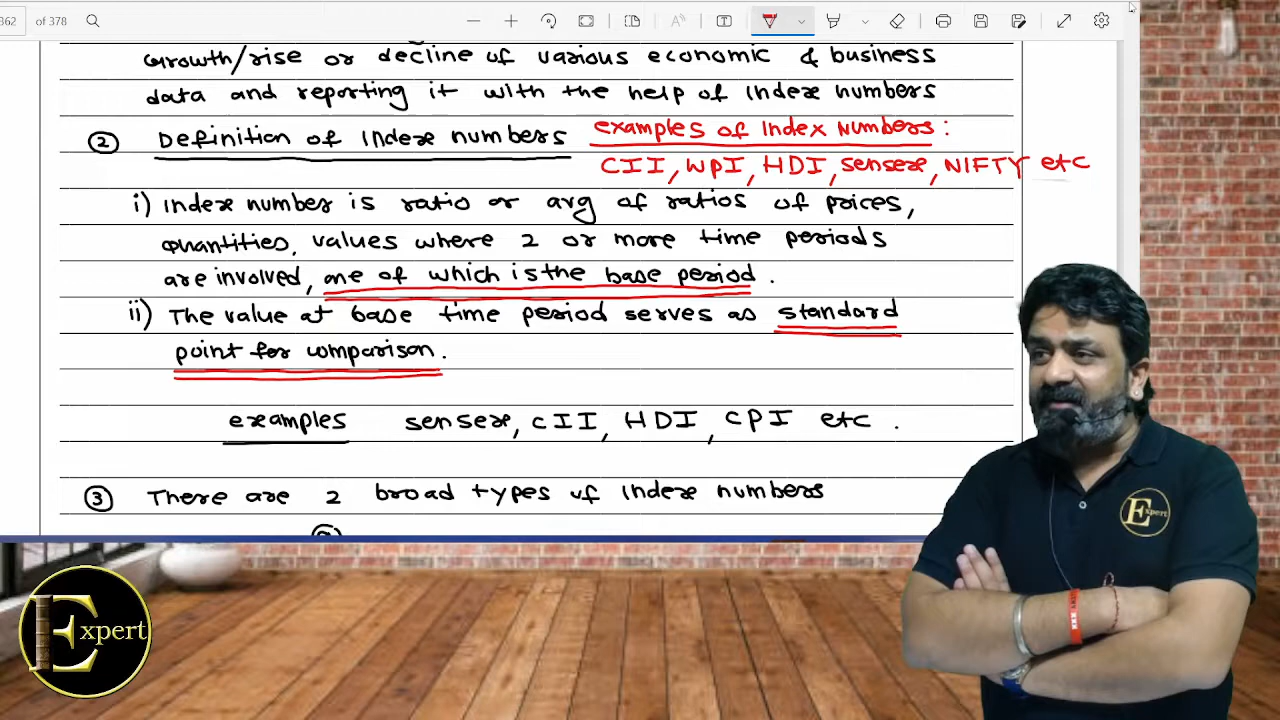 862 of 378
Growth/rise or decline of various economic & business
data and reporting it with the help of Index numbers
② Definition of Index numbers examples of Index Numbers:
CII, WPI, HDI, sensex, NIFTY etc
i) Index number is ratio or avg of ratios of prices,
quantities, values where 2 or more time periods
are involved, one of which is the base period.
ii) The value at base time period serves as standard
point for comparison.
examples sensex, CII, HDI, CPI etc.
③ There are 2 broad types of Index numbers
Expert
Expert